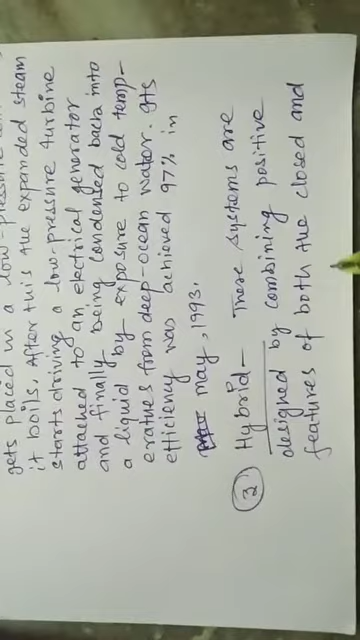 gets placed in a low-pressure
it boils. After this the expanded steam
starts driving a low-pressure turbine
attached to an electrical generator
and finally being condensed back into
a liquid by exposure to cold temp-
eratures from deep-ocean water. Its
efficiency was achieved 97% in
may, 1993.
③ Hybrid - These systems are
designed by combining positive
features of both the closed and